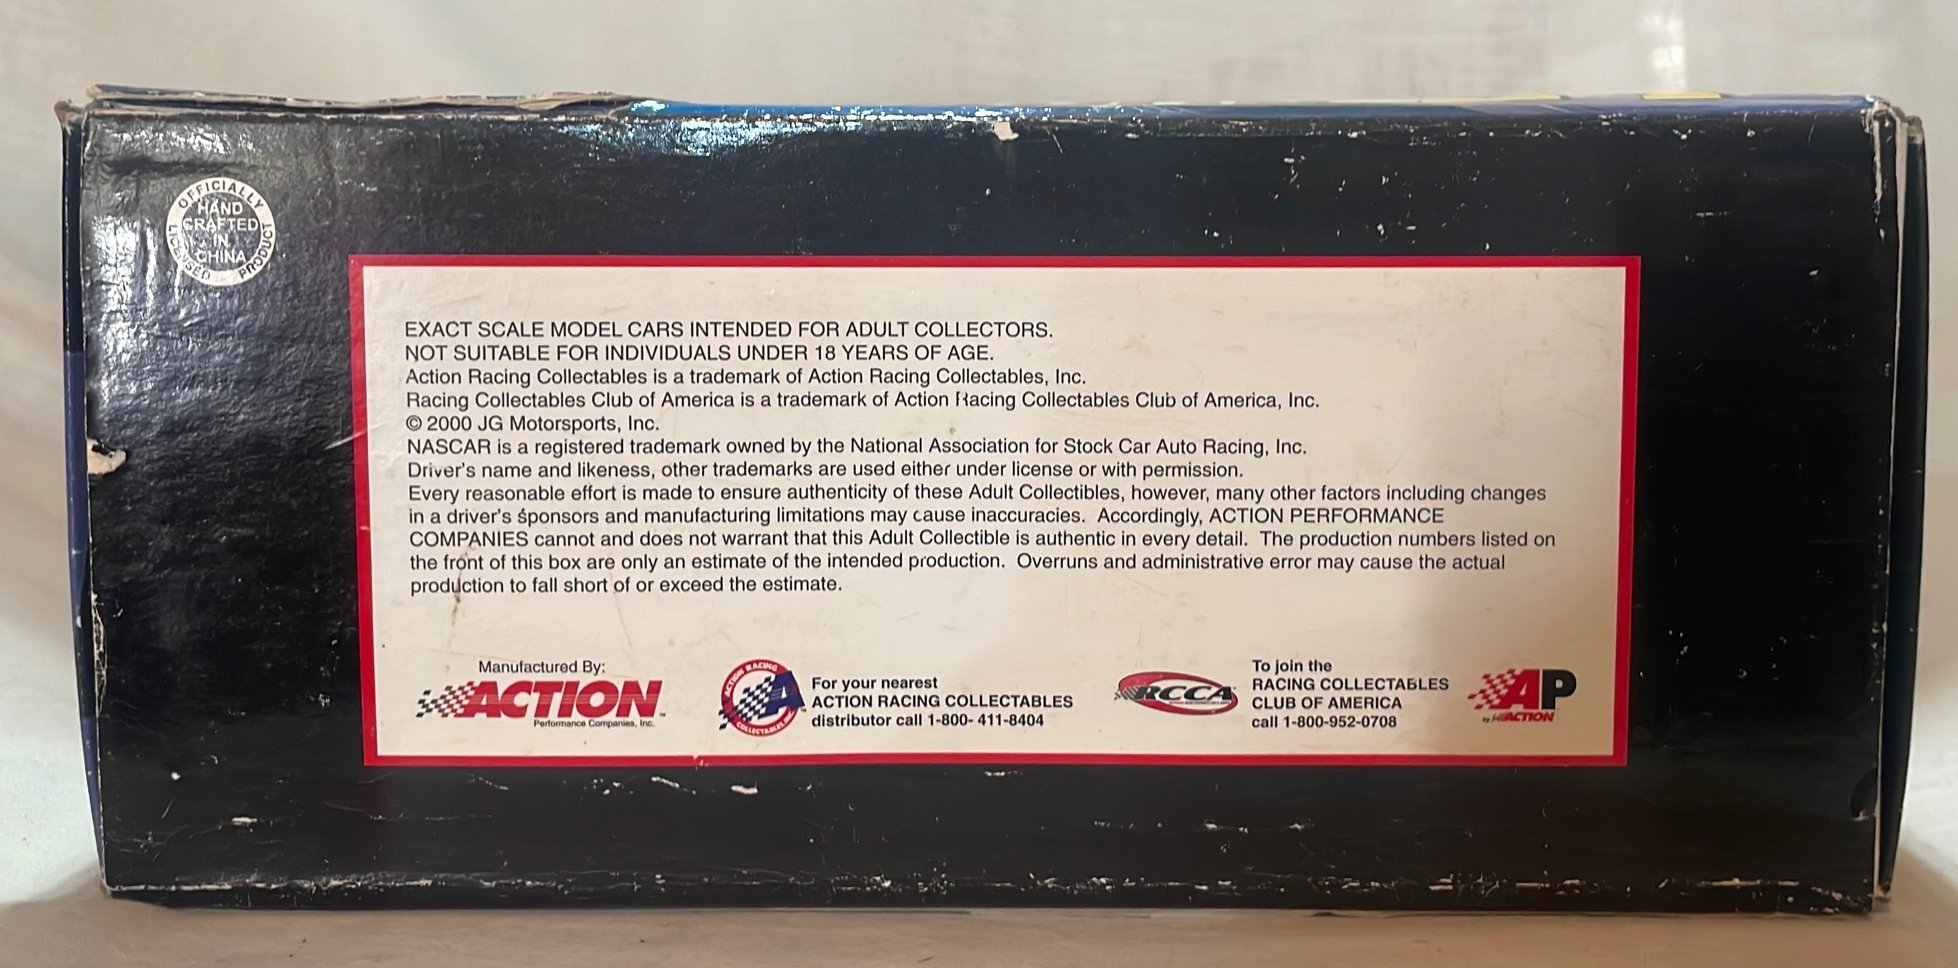 OFFICIALLY LICENSED PRODUCT
HAND
CRAFTED
IN
CHINA
EXACT SCALE MODEL CARS INTENDED FOR ADULT COLLECTORS.
NOT SUITABLE FOR INDIVIDUALS UNDER 18 YEARS OF AGE.
Action Racing Collectables is a trademark of Action Racing Collectables, Inc.
Racing Collectables Club of America is a trademark of Action Racing Collectables Club of America, Inc.
© 2000 JG Motorsports, Inc.
NASCAR is a registered trademark owned by the National Association for Stock Car Auto Racing, Inc.
Driver's name and likeness, other trademarks are used either under license or with permission.
Every reasonable effort is made to ensure authenticity of these Adult Collectibles, however, many other factors including changes
in a driver's sponsors and manufacturing limitations may cause inaccuracies.  Accordingly, ACTION PERFORMANCE
COMPANIES cannot and does not warrant that this Adult Collectible is authentic in every detail.  The production numbers listed on
the front of this box are only an estimate of the intended production.  Overruns and administrative error may cause the actual
production to fall short of or exceed the estimate.
Manufactured By:
ACTION™
Performance Companies, Inc.
ACTION RACING
A
COLLECTABLES INC.
For your nearest
ACTION RACING COLLECTABLES
distributor call 1-800- 411-8404
RCCA
To join the
RACING COLLECTABLES
CLUB OF AMERICA
call 1-800-952-0708
AP
by ACTION